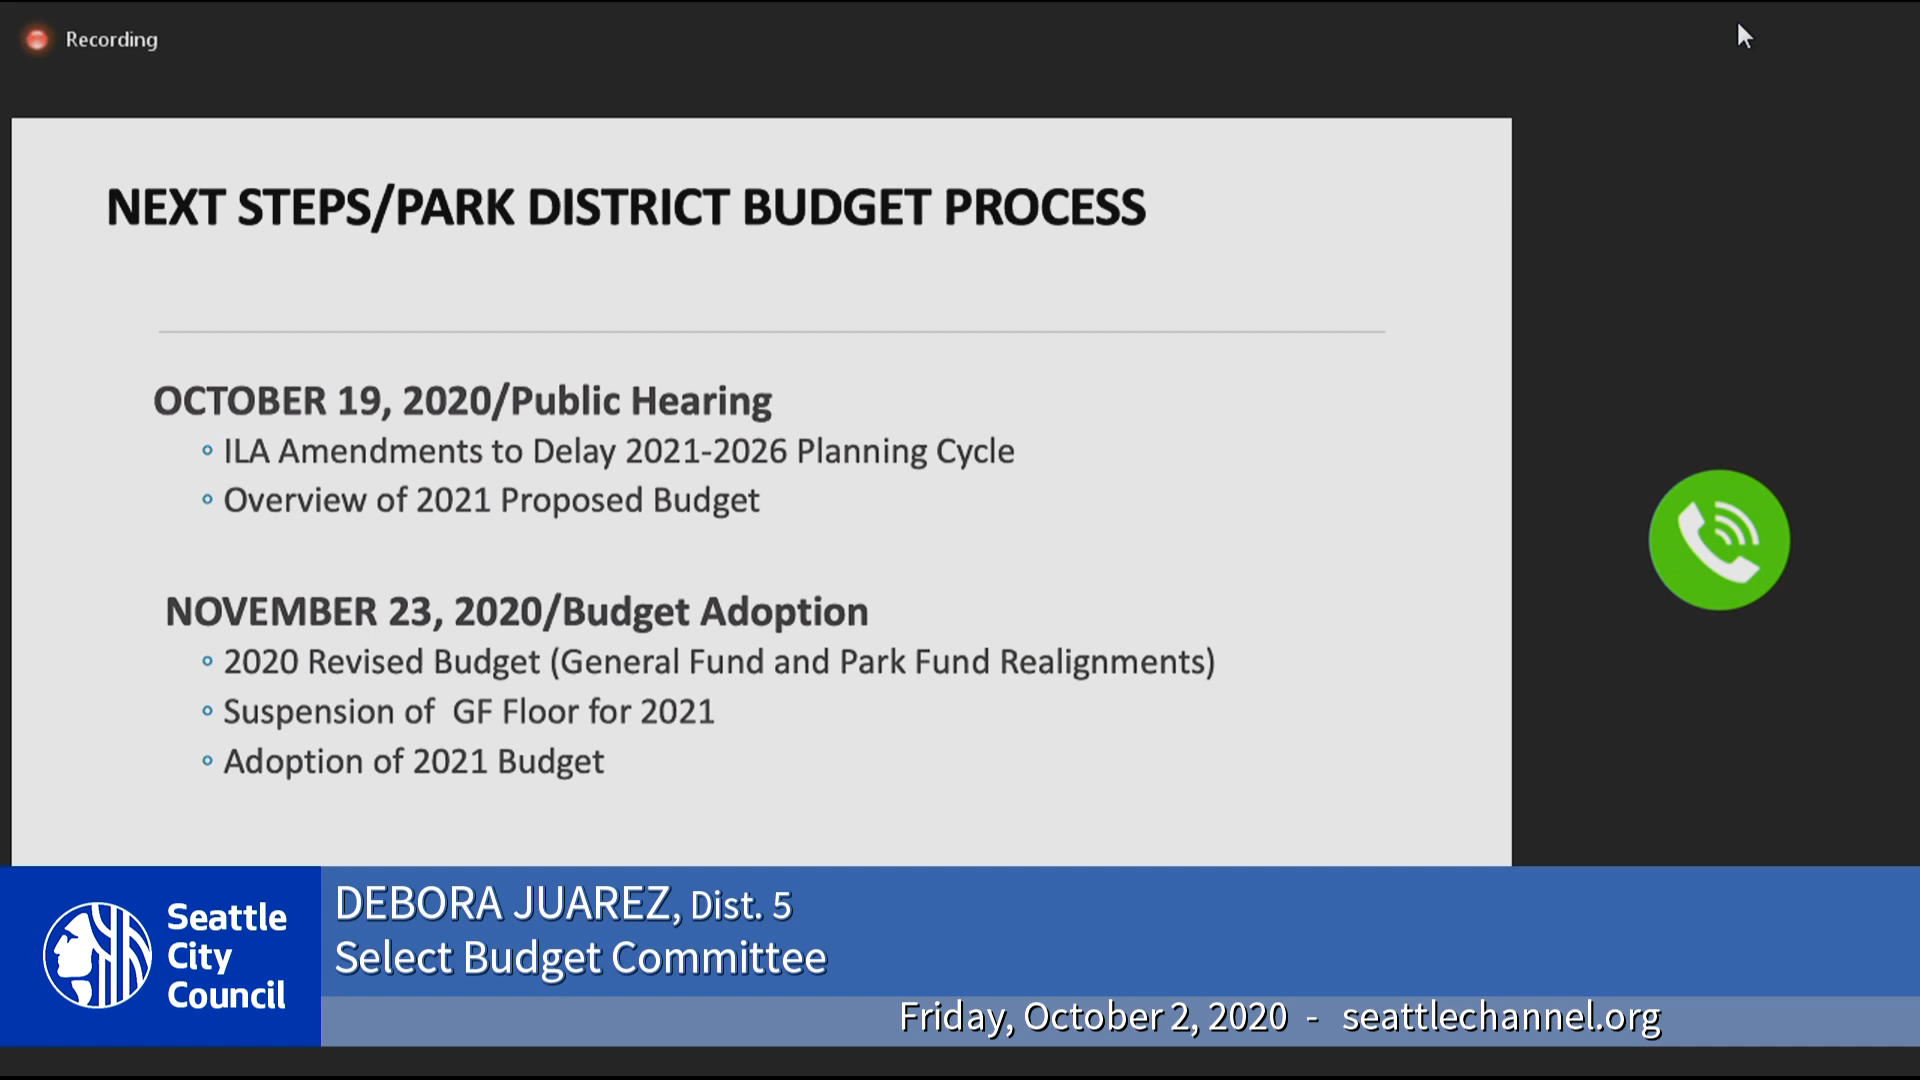 Recording
NEXT STEPS/PARK DISTRICT BUDGET PROCESS
OCTOBER 19, 2020/Public Hearing
ILA Amendments to Delay 2021-2026 Planning Cycle
Overview of 2021 Proposed Budget
NOVEMBER 23, 2020/Budget Adoption
2020 Revised Budget (General Fund and Park Fund Realignments)
Suspension of GF Floor for 2021
Adoption of 2021 Budget
Seattle
City
Council
DEBORA JUAREZ, Dist. 5
Select Budget Committee
Friday, October 2, 2020 - seattlechannel.org